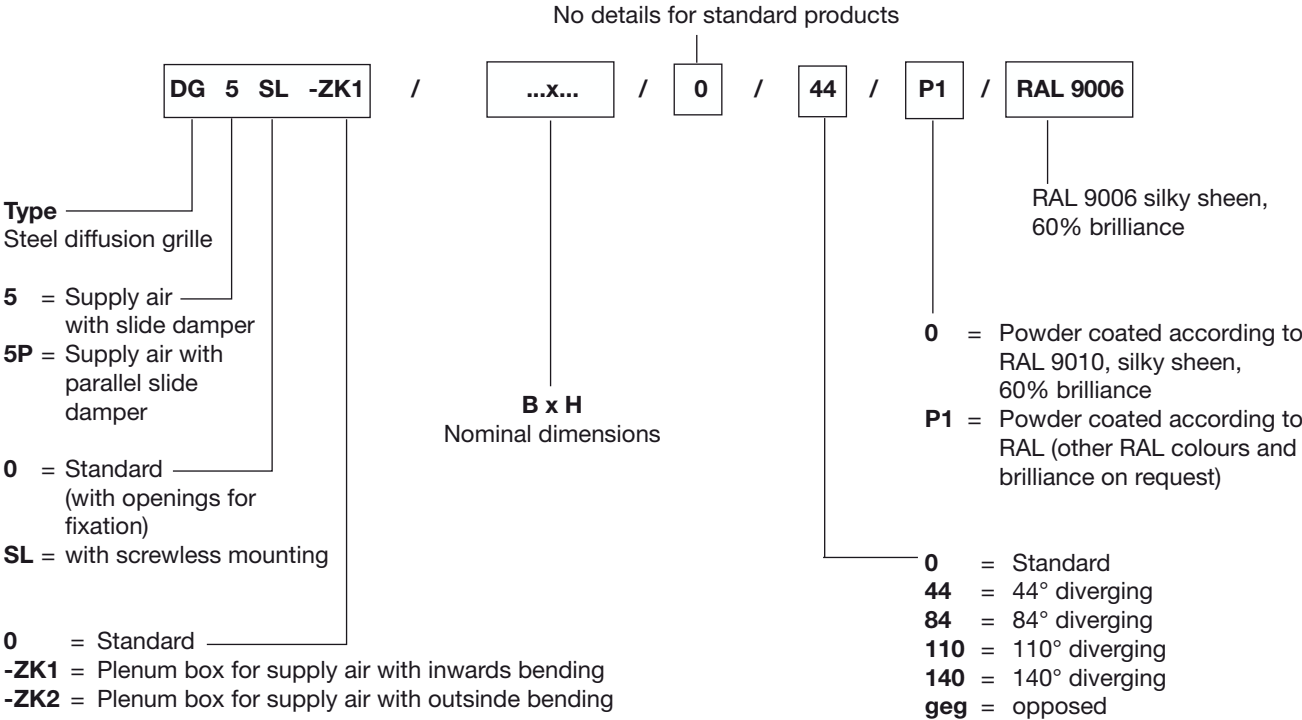 No details for standard products
DG 5 SL -ZK1 / ...x... / 0 / 44 / P1 / RAL 9006
Type
Steel diffusion grille
5 = Supply air
with slide damper
5P = Supply air with
parallel slide
damper
0 = Standard
(with openings for
fixation)
SL = with screwless mounting
0 = Standard
-ZK1 = Plenum box for supply air with inwards bending
-ZK2 = Plenum box for supply air with outsinde bending
B x H
Nominal dimensions
RAL 9006 silky sheen,
60% brilliance
0 = Powder coated according to
RAL 9010, silky sheen,
60% brilliance
P1 = Powder coated according to
RAL (other RAL colours and
brilliance on request)
0 = Standard
44 = 44° diverging
84 = 84° diverging
110 = 110° diverging
140 = 140° diverging
geg = opposed